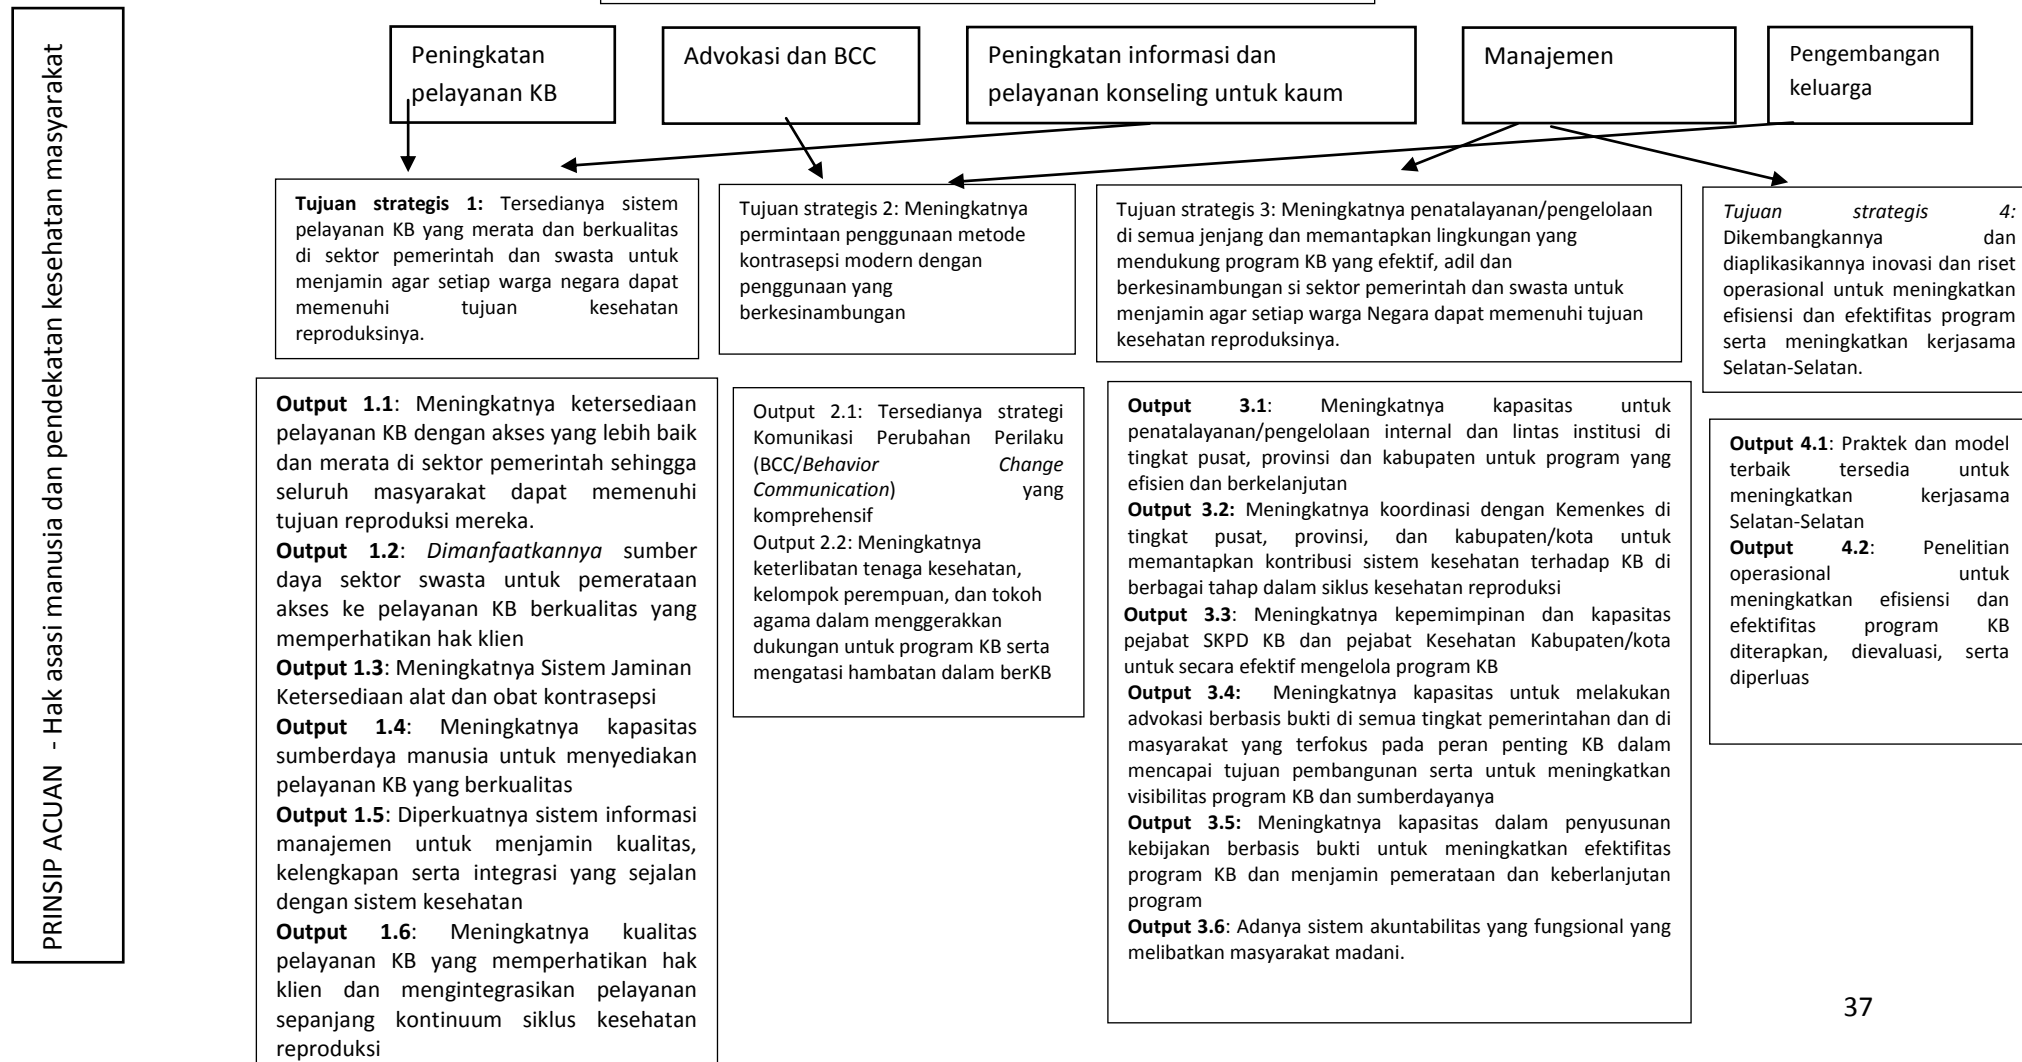 PRINSIP ACUAN - Hak asasi manusia dan pendekatan kesehatan masyarakat
Peningkatan
pelayanan KB
Advokasi dan BCC
Peningkatan informasi dan
pelayanan konseling untuk kaum
Manajemen
Pengembangan
keluarga
Tujuan strategis 1: Tersedianya sistem
pelayanan KB yang merata dan berkualitas
di sektor pemerintah dan swasta untuk
menjamin agar setiap warga negara dapat
memenuhi tujuan kesehatan
reproduksinya.
Tujuan strategis 2: Meningkatnya
permintaan penggunaan metode
kontrasepsi modern dengan
penggunaan yang
berkesinambungan
Tujuan strategis 3: Meningkatnya penatalayanan/pengelolaan
di semua jenjang dan memantapkan lingkungan yang
mendukung program KB yang efektif, adil dan
berkesinambungan si sektor pemerintah dan swasta untuk
menjamin agar setiap warga Negara dapat memenuhi tujuan
kesehatan reproduksinya.
Tujuan strategis 4:
Dikembangkannya dan
diaplikasikannya inovasi dan riset
operasional untuk meningkatkan
efisiensi dan efektifitas program
serta meningkatkan kerjasama
Selatan-Selatan.
Output 1.1: Meningkatnya ketersediaan
pelayanan KB dengan akses yang lebih baik
dan merata di sektor pemerintah sehingga
seluruh masyarakat dapat memenuhi
tujuan reproduksi mereka.
Output 1.2: Dimanfaatkannya sumber
daya sektor swasta untuk pemerataan
akses ke pelayanan KB berkualitas yang
memperhatikan hak klien
Output 1.3: Meningkatnya Sistem Jaminan
Ketersediaan alat dan obat kontrasepsi
Output 1.4: Meningkatnya kapasitas
sumberdaya manusia untuk menyediakan
pelayanan KB yang berkualitas
Output 1.5: Diperkuatnya sistem informasi
manajemen untuk menjamin kualitas,
kelengkapan serta integrasi yang sejalan
dengan sistem kesehatan
Output 1.6: Meningkatnya kualitas
pelayanan KB yang memperhatikan hak
klien dan mengintegrasikan pelayanan
sepanjang kontinuum siklus kesehatan
reproduksi
Output 2.1: Tersedianya strategi
Komunikasi Perubahan Perilaku
(BCC/Behavior Change
Communication) yang
komprehensif
Output 2.2: Meningkatnya
keterlibatan tenaga kesehatan,
kelompok perempuan, dan tokoh
agama dalam menggerakkan
dukungan untuk program KB serta
mengatasi hambatan dalam berKB
Output 3.1: Meningkatnya kapasitas untuk
penatalayanan/pengelolaan internal dan lintas institusi di
tingkat pusat, provinsi dan kabupaten untuk program yang
efisien dan berkelanjutan
Output 3.2: Meningkatnya koordinasi dengan Kemenkes di
tingkat pusat, provinsi, dan kabupaten/kota untuk
memantapkan kontribusi sistem kesehatan terhadap KB di
berbagai tahap dalam siklus kesehatan reproduksi
Output 3.3: Meningkatnya kepemimpinan dan kapasitas
pejabat SKPD KB dan pejabat Kesehatan Kabupaten/kota
untuk secara efektif mengelola program KB
Output 3.4: Meningkatnya kapasitas untuk melakukan
advokasi berbasis bukti di semua tingkat pemerintahan dan di
masyarakat yang terfokus pada peran penting KB dalam
mencapai tujuan pembangunan serta untuk meningkatkan
visibilitas program KB dan sumberdayanya
Output 3.5: Meningkatnya kapasitas dalam penyusunan
kebijakan berbasis bukti untuk meningkatkan efektifitas
program KB dan menjamin pemerataan dan keberlanjutan
program
Output 3.6: Adanya sistem akuntabilitas yang fungsional yang
melibatkan masyarakat madani.
Output 4.1: Praktek dan model
terbaik tersedia untuk
meningkatkan kerjasama
Selatan-Selatan
Output 4.2: Penelitian
operasional untuk
meningkatkan efisiensi dan
efektifitas program KB
diterapkan, dievaluasi, serta
diperluas
37